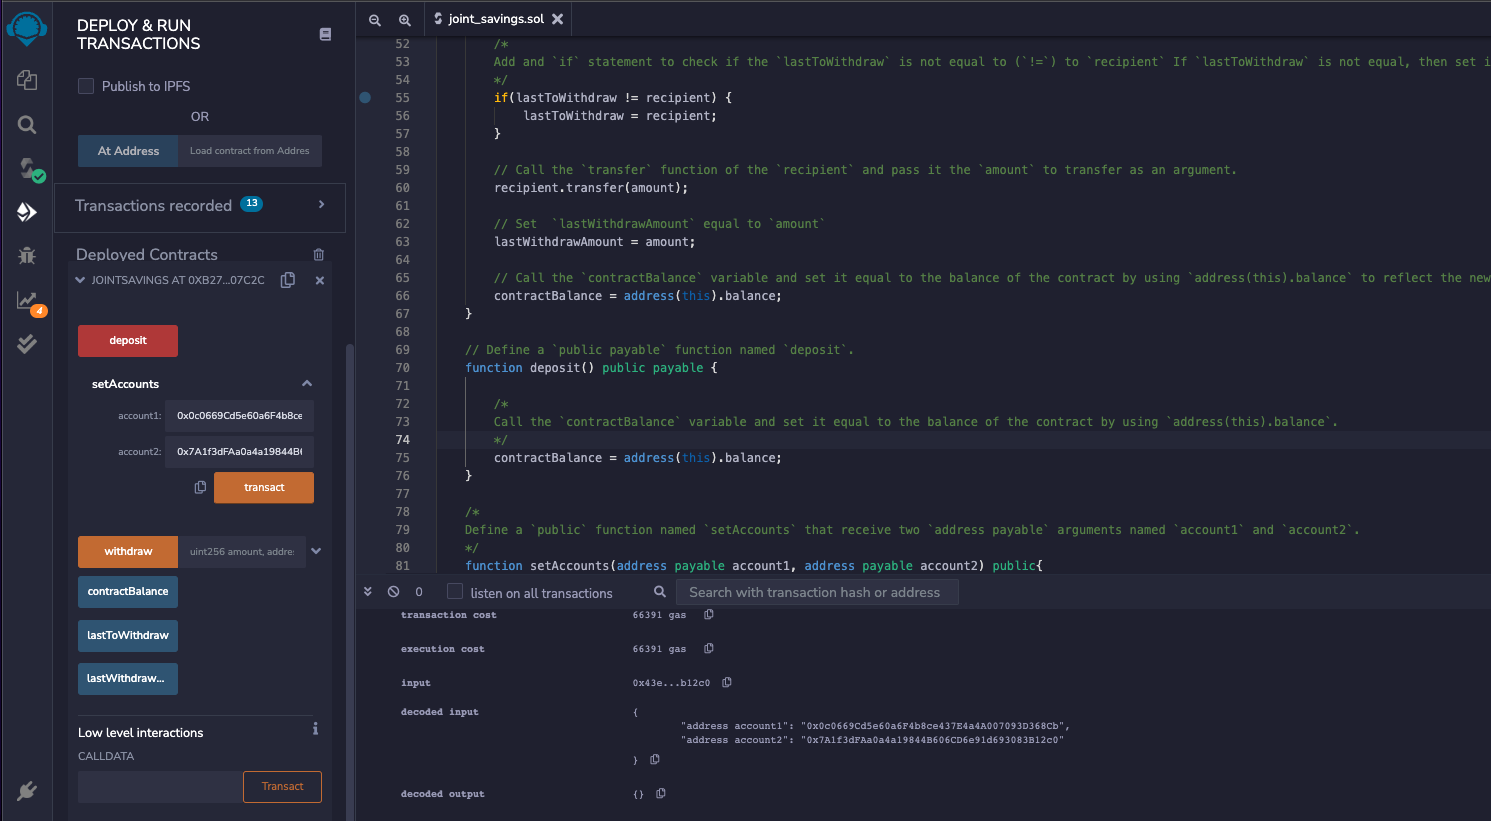 DEPLOY & RUN
TRANSACTIONS
Publish to IPFS
OR
At Address
Load contract from Addres
Transactions recorded 13
Deployed Contracts
JOINTSAVINGS AT 0XB27...07C2C
4
deposit
setAccounts
account1: 0x0c0669Cd5e60a6F4b8ce
account2: 0x7A1f3dFAa0a4a19844B6
transact
withdraw
uint256 amount, addre
contractBalance
lastToWithdraw
lastWithdraw...
Low level interactions
CALLDATA
Transact
joint_savings.sol
52 /*
53 Add and `if` statement to check if the `lastToWithdraw` is not equal to (`!=`) to `recipient` If `lastToWithdraw` is not equal, then set i
54 */
55 if(lastToWithdraw != recipient) {
56 lastToWithdraw = recipient;
57 }
58
59 // Call the `transfer` function of the `recipient` and pass it the `amount` to transfer as an argument.
60 recipient.transfer(amount);
61
62 // Set  `lastWithdrawAmount` equal to `amount`
63 lastWithdrawAmount = amount;
64
65 // Call the `contractBalance` variable and set it equal to the balance of the contract by using `address(this).balance` to reflect the new
66 contractBalance = address(this).balance;
67 }
68
69 // Define a `public payable` function named `deposit`.
70 function deposit() public payable {
71
72 /*
73 Call the `contractBalance` variable and set it equal to the balance of the contract by using `address(this).balance`.
74 */
75 contractBalance = address(this).balance;
76 }
77
78 /*
79 Define a `public` function named `setAccounts` that receive two `address payable` arguments named `account1` and `account2`.
80 */
81 function setAccounts(address payable account1, address payable account2) public{
0
listen on all transactions
Search with transaction hash or address
transaction cost 66391 gas
execution cost 66391 gas
input 0x43e...b12c0
decoded input {
"address account1": "0x0c0669Cd5e60a6F4b8ce437E4a4A007093D368Cb",
"address account2": "0x7A1f3dFAa0a4a19844B606CD6e91d693083B12c0"
}
decoded output {}